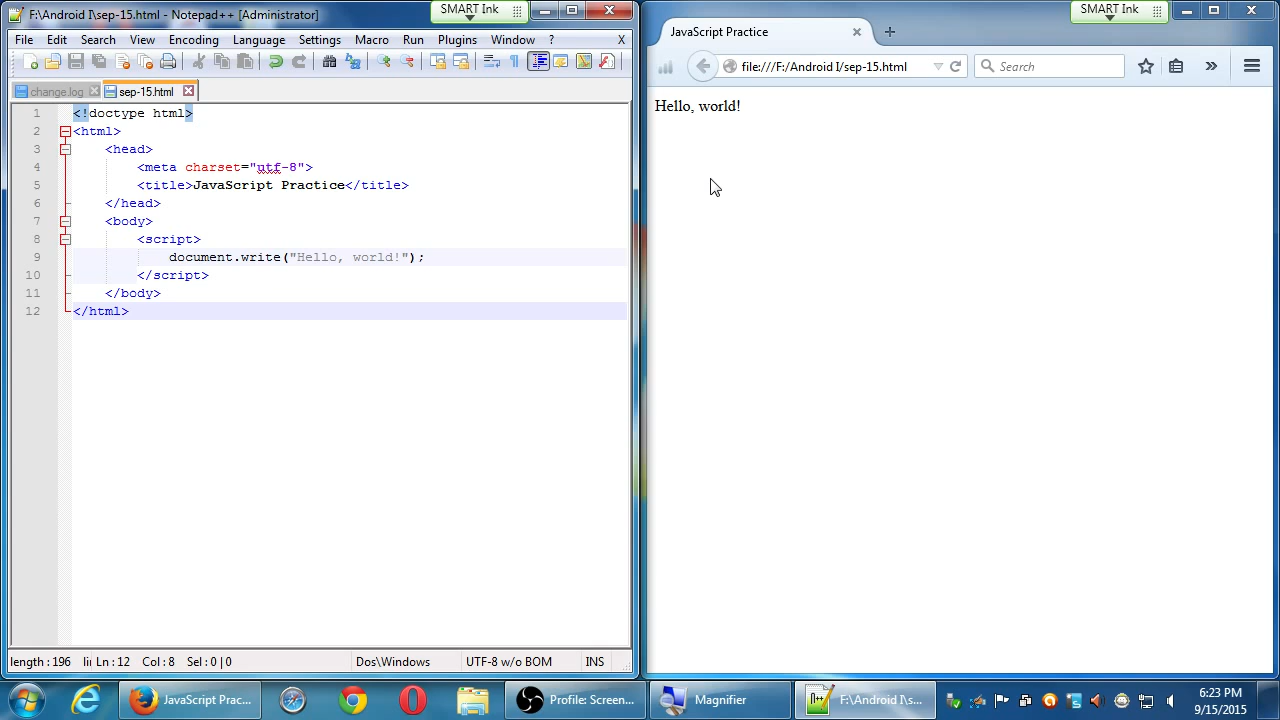 F:\Android I\sep-15.html - Notepad++ [Administrator]
SMART Ink
File Edit Search View Encoding Language Settings Macro Run Plugins Window ? X
change.log
sep-15.html
1 <!doctype html>
2 <html>
3 <head>
4 <meta charset="utf-8">
5 <title>JavaScript Practice</title>
6 </head>
7 <body>
8 <script>
9 document.write("Hello, world!");
10 </script>
11 </body>
12 </html>
length : 196 li Ln : 12 Col : 8 Sel : 0 | 0 Dos\Windows UTF-8 w/o BOM INS
SMART Ink
JavaScript Practice
file:///F:/Android I/sep-15.html
Search
Hello, world!
JavaScript Prac...
Profile: Screen...
Magnifier
F:\Android I\s...
6:23 PM
9/15/2015